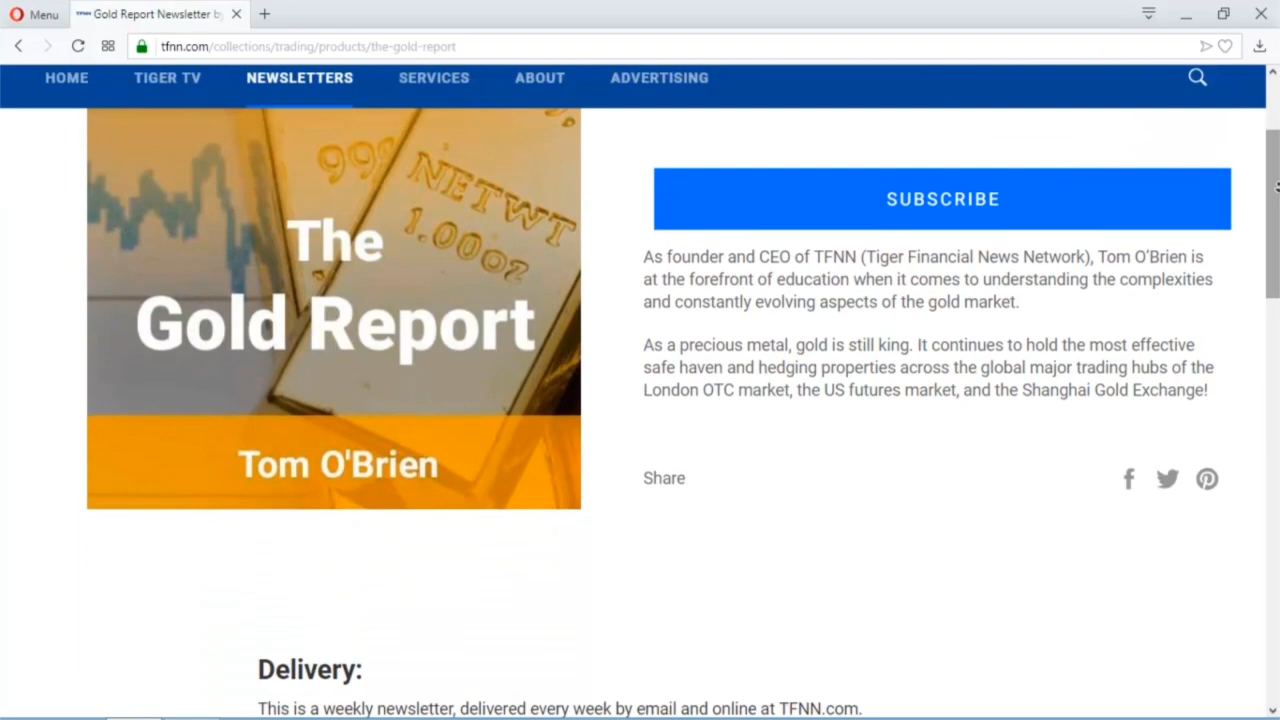 Menu
TFNN Gold Report Newsletter b
tfnn.com/collections/trading/products/the-gold-report
HOME TIGER TV NEWSLETTERS SERVICES ABOUT ADVERTISING
999
NETWT
1.00oz
The
Gold Report
Tom O'Brien
SUBSCRIBE
As founder and CEO of TFNN (Tiger Financial News Network), Tom O'Brien is
at the forefront of education when it comes to understanding the complexities
and constantly evolving aspects of the gold market.
As a precious metal, gold is still king. It continues to hold the most effective
safe haven and hedging properties across the global major trading hubs of the
London OTC market, the US futures market, and the Shanghai Gold Exchange!
Share
Delivery:
This is a weekly newsletter, delivered every week by email and online at TFNN.com.